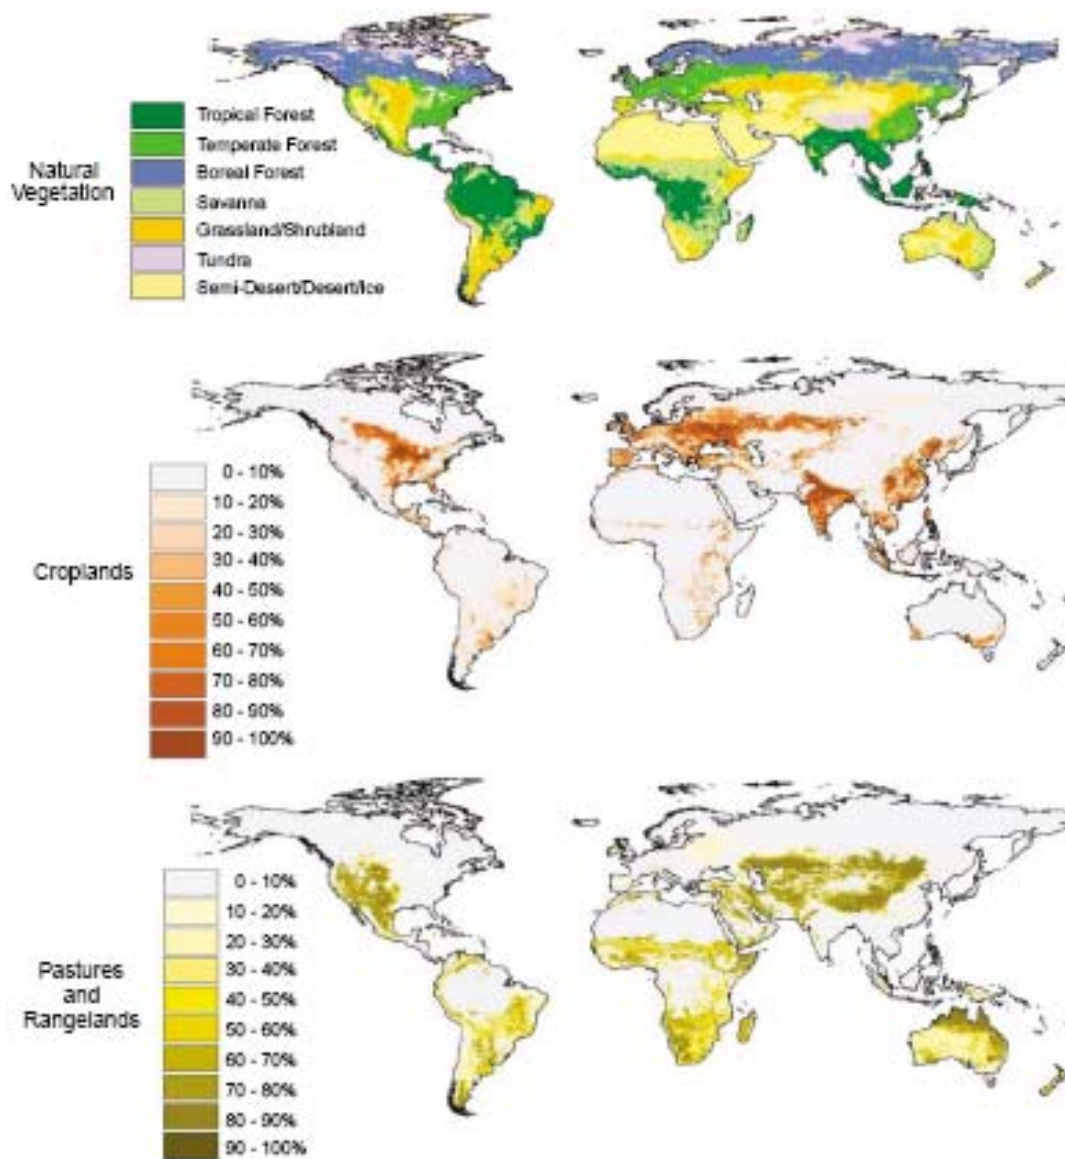 Natural
Vegetation
Tropical Forest
Temperate Forest
Boreal Forest
Savanna
Grassland/Shrubland
Tundra
Semi-Desert/Desert/Ice
Croplands
0 - 10%
10 - 20%
20 - 30%
30 - 40%
40 - 50%
50 - 60%
60 - 70%
70 - 80%
80 - 90%
90 - 100%
Pastures
and
Rangelands
0 - 10%
10 - 20%
20 - 30%
30 - 40%
40 - 50%
50 - 60%
60 - 70%
70 - 80%
80 - 90%
90 - 100%